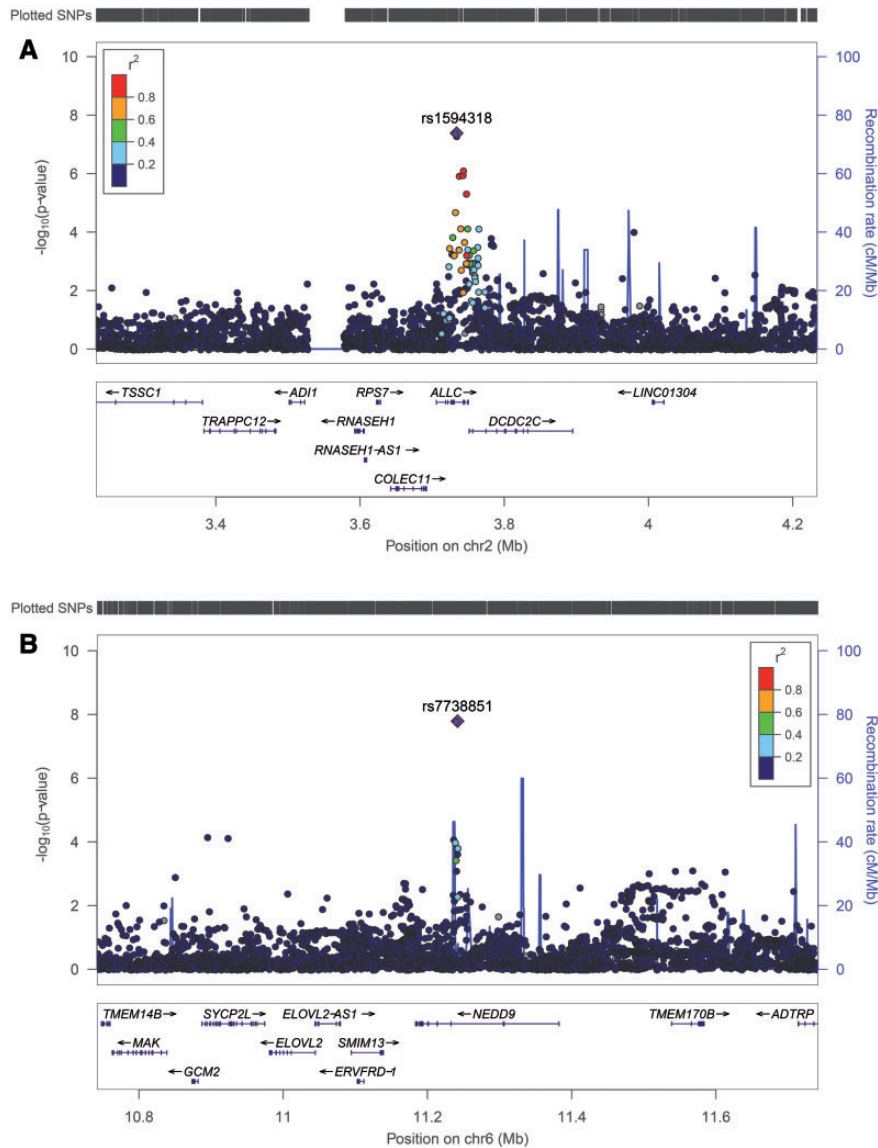 Plotted SNPs
A
10
8
6
4
2
0
-log10(p-value)
r2
0.8
0.6
0.4
0.2
rs1594318
100
80
60
40
20
0
Recombination rate (cM/Mb)
←TSSC1 ←ADI1 RPS7→ ALLC→ ←LINC01304
TRAPPC12→ ←RNASEH1 DCDC2C→
RNASEH1-AS1→
COLEC11→
3.4 3.6 3.8 4 4.2
Position on chr2 (Mb)
Plotted SNPs
B
10
8
6
4
2
0
-log10(p-value)
rs7738851
r2
0.8
0.6
0.4
0.2
100
80
60
40
20
0
Recombination rate (cM/Mb)
TMEM14B→ SYCP2L→ ELOVL2-AS1→ ←NEDD9 TMEM170B→ ←ADTRP
←MAK ←ELOVL2 SMIM13→
←GCM2 ←ERVFRD-1
10.8 11 11.2 11.4 11.6
Position on chr6 (Mb)